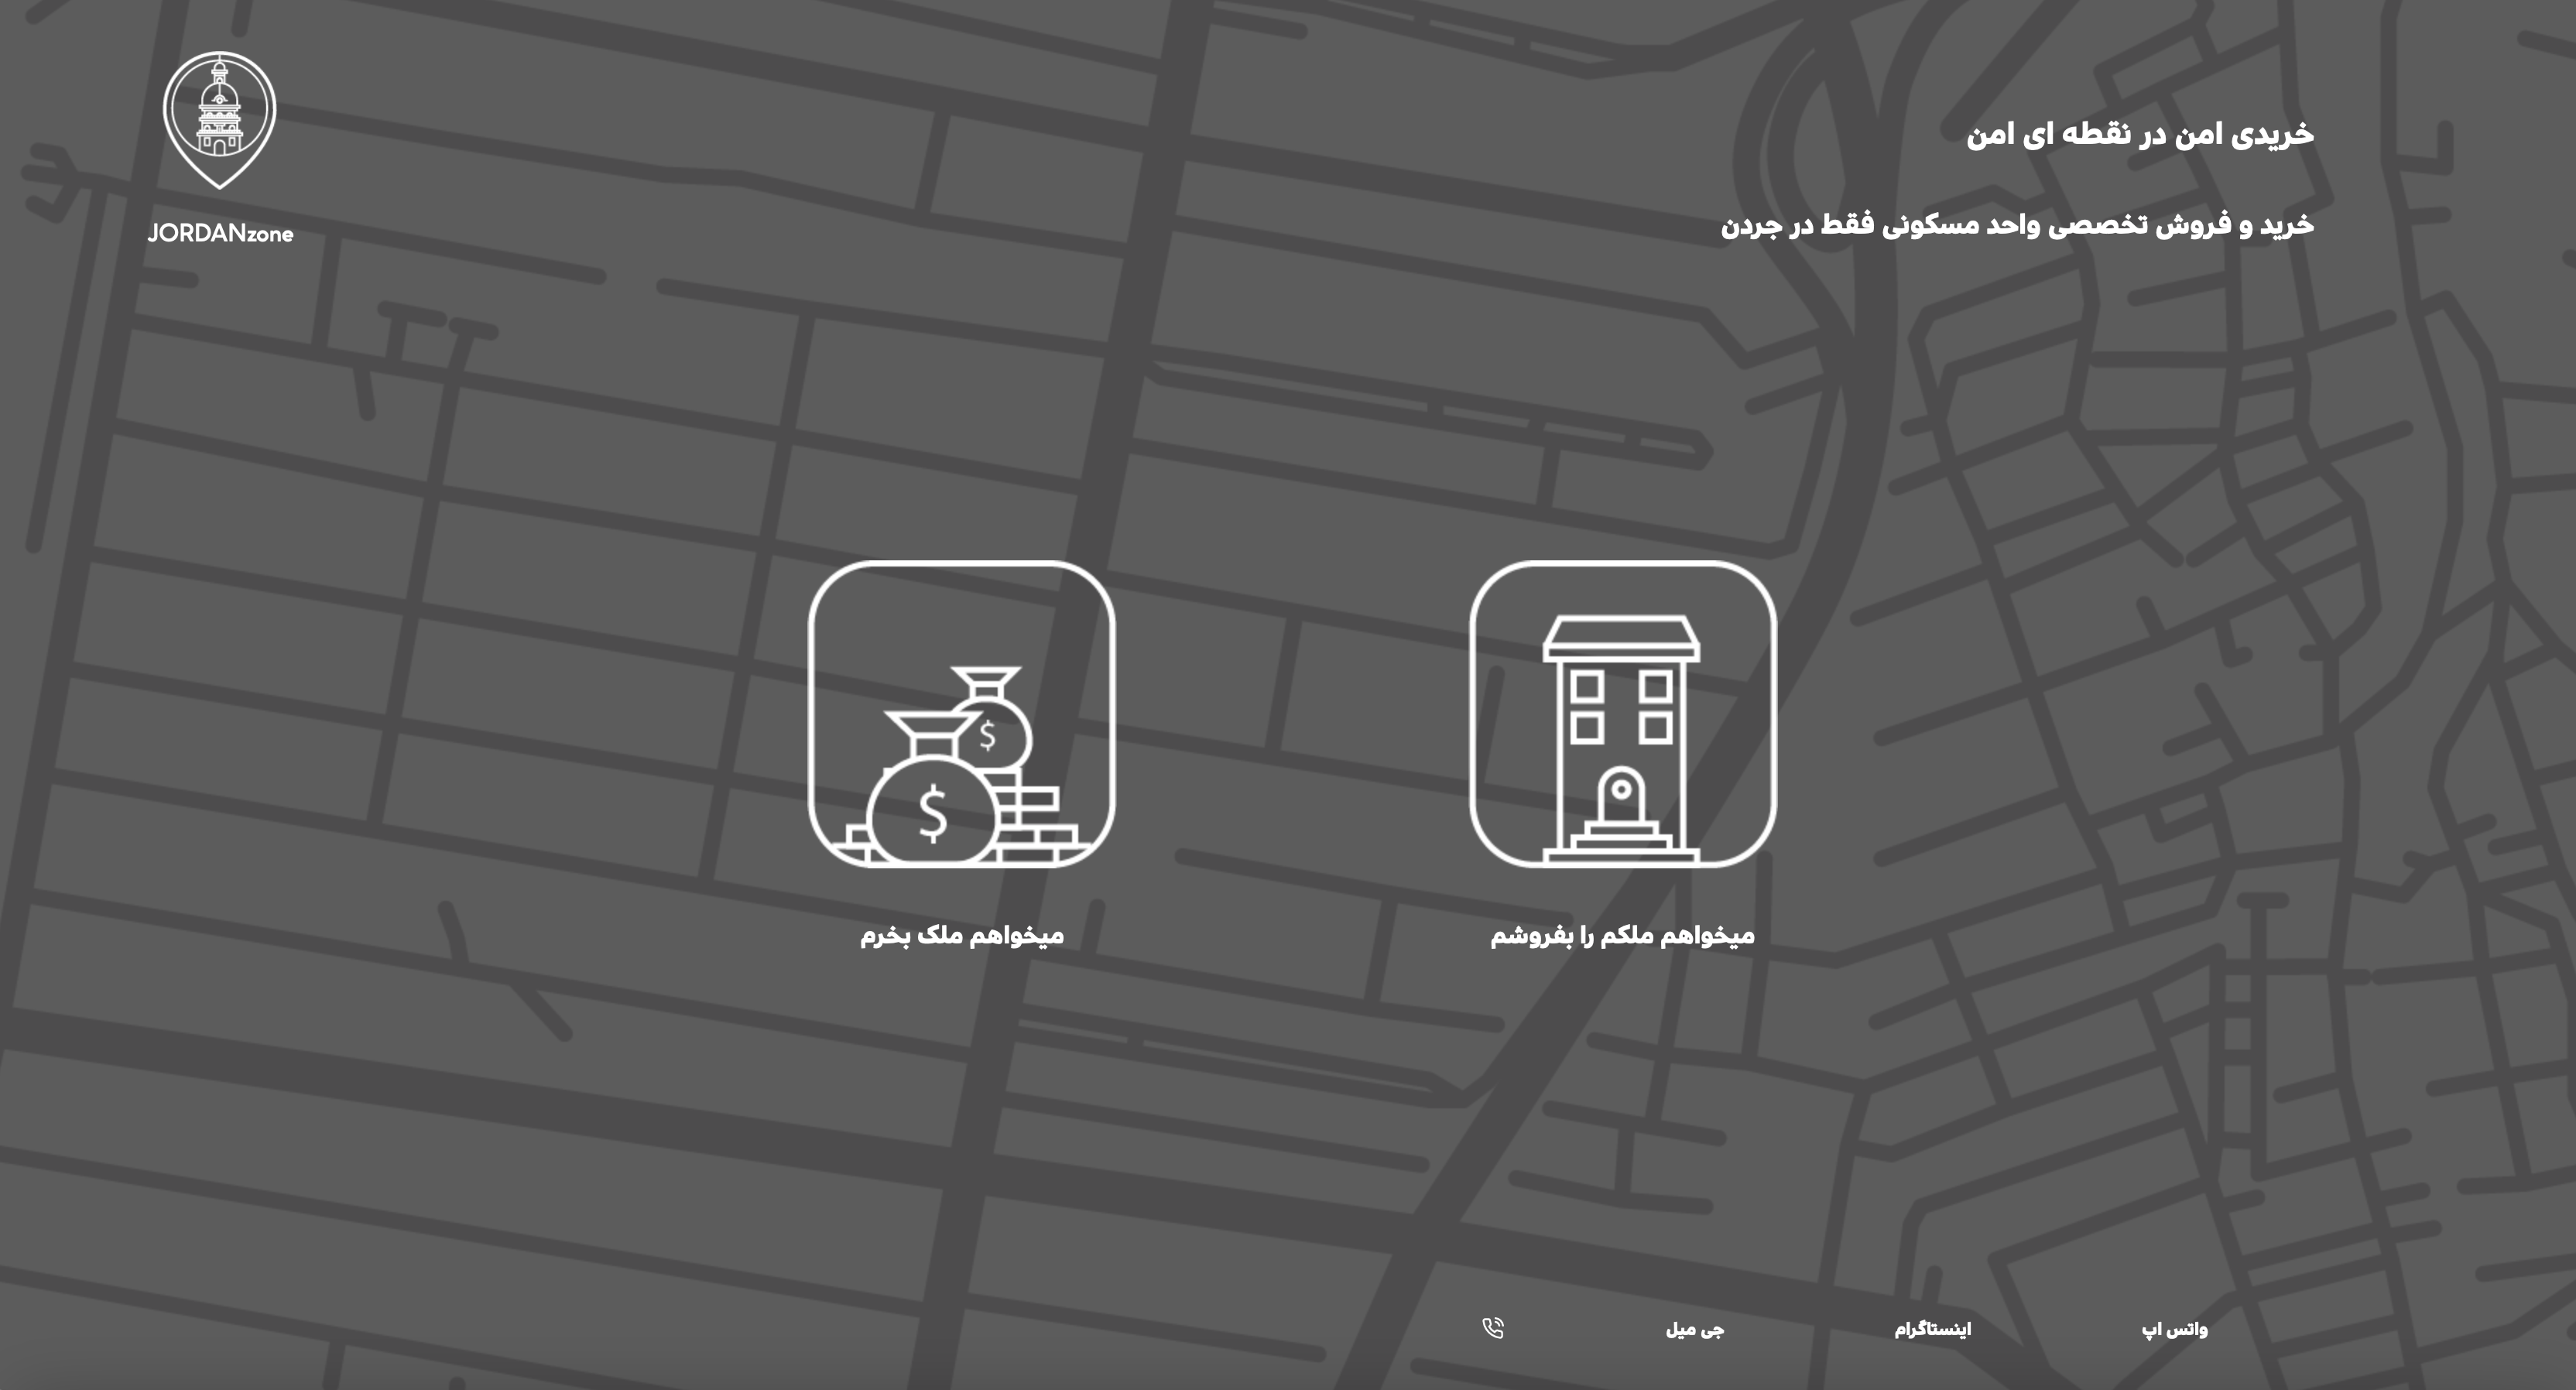 خریدی امن در نقطه ای امن
خرید و فروش تخصصی واحد مسکونی فقط در جردن
JORDANzone
$
$
میخواهم ملکم را بفروشم
میخواهم ملک بخرم
واتس اپ
اینستاگرام
جی میل